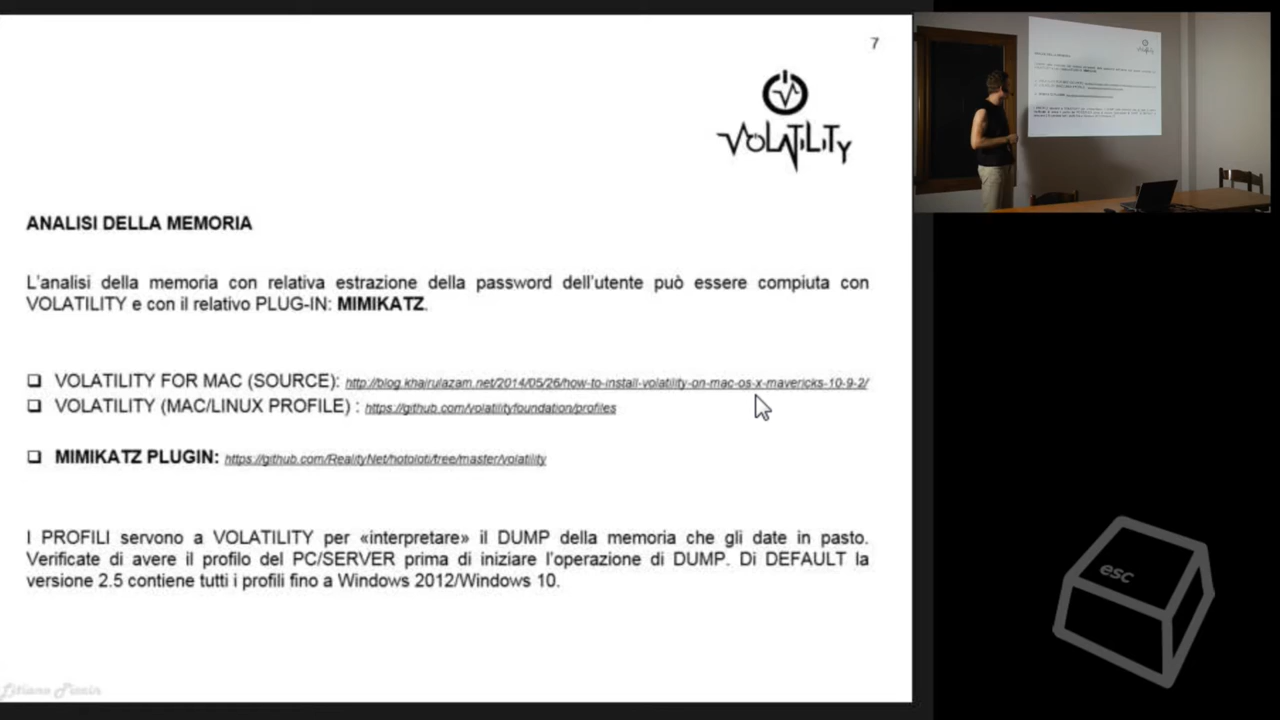 7
VOLATILITY
ANALISI DELLA MEMORIA
L'analisi della memoria con relativa estrazione della password dell'utente può essere compiuta con
VOLATILITY e con il relativo PLUG-IN: MIMIKATZ.
❑ VOLATILITY FOR MAC (SOURCE): http://blog.khairulazam.net/2014/05/26/how-to-install-volatility-on-mac-os-x-mavericks-10-9-2/
❑ VOLATILITY (MAC/LINUX PROFILE) : https://github.com/volatilityfoundation/profiles
❑ MIMIKATZ PLUGIN: https://github.com/RealityNet/hotoloti/tree/master/volatility
I PROFILI servono a VOLATILITY per «interpretare» il DUMP della memoria che gli date in pasto.
Verificate di avere il profilo del PC/SERVER prima di iniziare l'operazione di DUMP. Di DEFAULT la
versione 2.5 contiene tutti i profili fino a Windows 2012/Windows 10.
esc